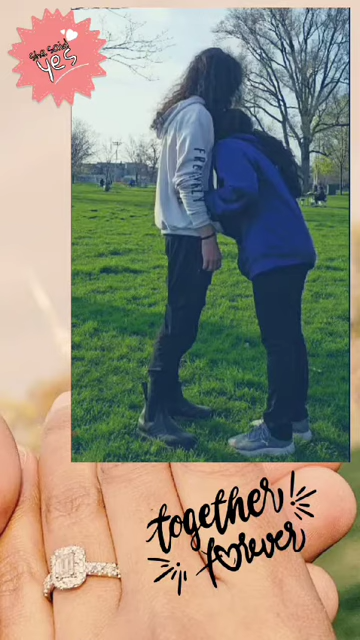 She Said
yes
together
forever